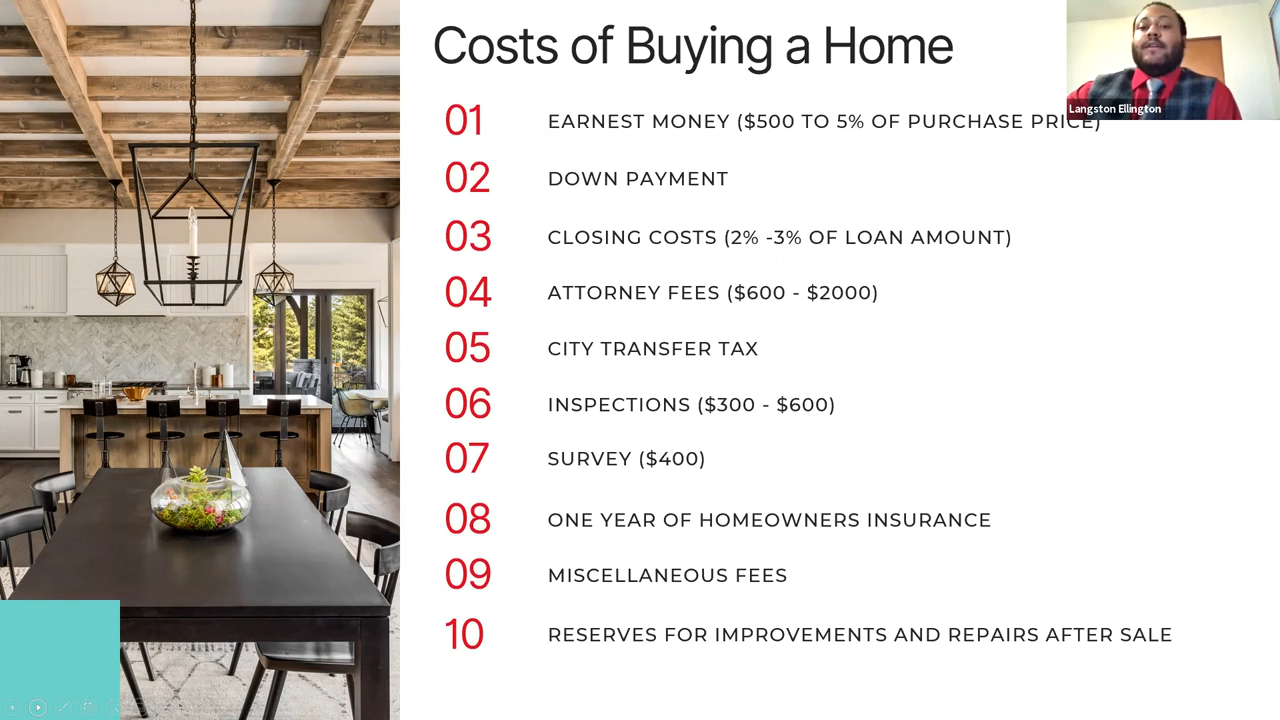 Costs of Buying a Home
Langston Ellington
01 EARNEST MONEY ($500 TO 5% OF PURCHASE PRICE)
02 DOWN PAYMENT
03 CLOSING COSTS (2% -3% OF LOAN AMOUNT)
04 ATTORNEY FEES ($600 - $2000)
05 CITY TRANSFER TAX
06 INSPECTIONS ($300 - $600)
07 SURVEY ($400)
08 ONE YEAR OF HOMEOWNERS INSURANCE
09 MISCELLANEOUS FEES
10 RESERVES FOR IMPROVEMENTS AND REPAIRS AFTER SALE